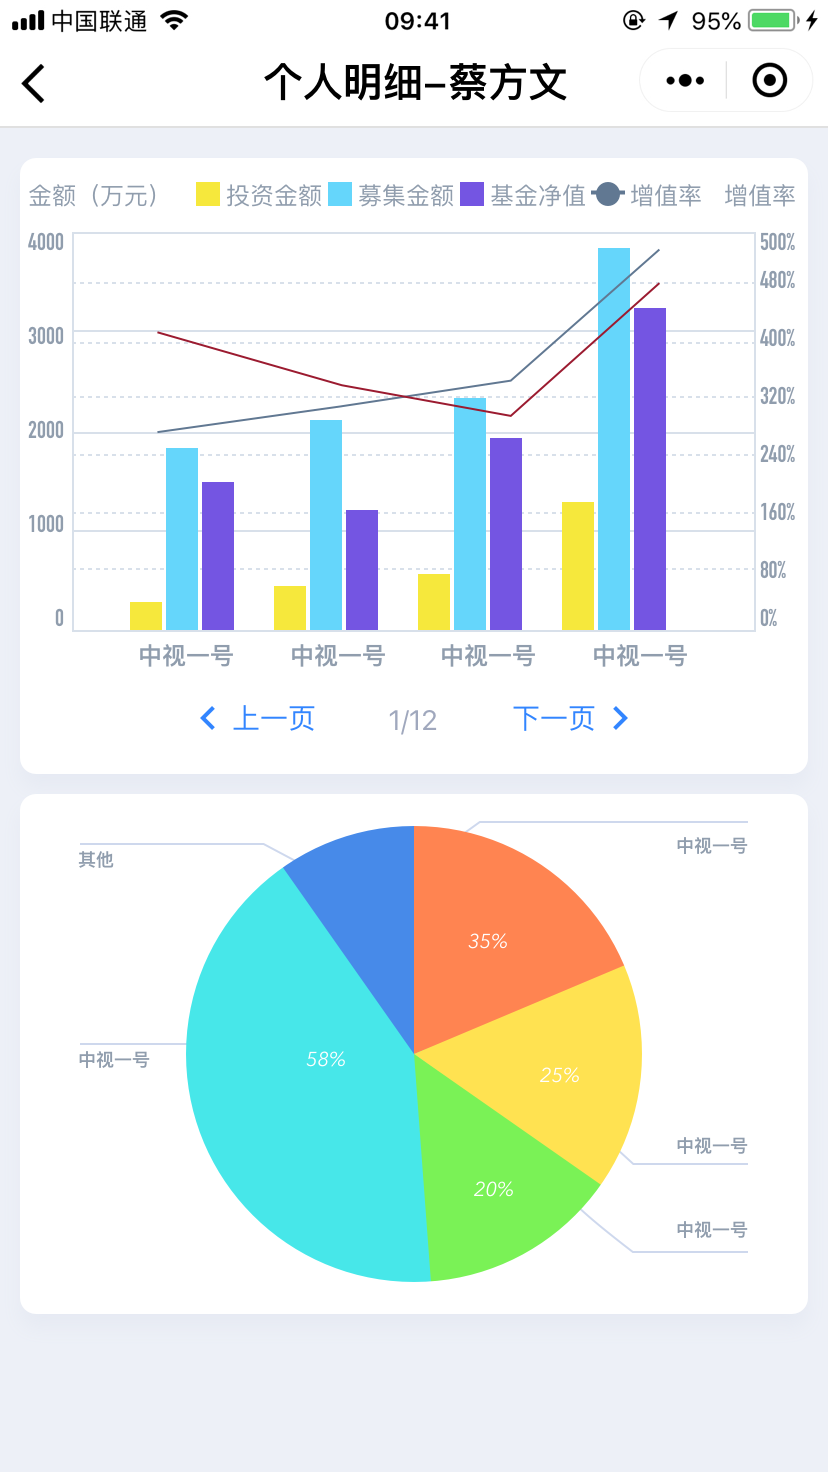 中国联通 09:41 95%
个人明细–蔡方文
金额（万元） 投资金额 募集金额 基金净值 增值率 增值率
4000 500%
480%
3000 400%
320%
2000 240%
1000 160%
80%
0 0%
中视一号 中视一号 中视一号 中视一号
上一页 1/12 下一页
中视一号
其他
35%
中视一号 58%
25%
中视一号
20%
中视一号